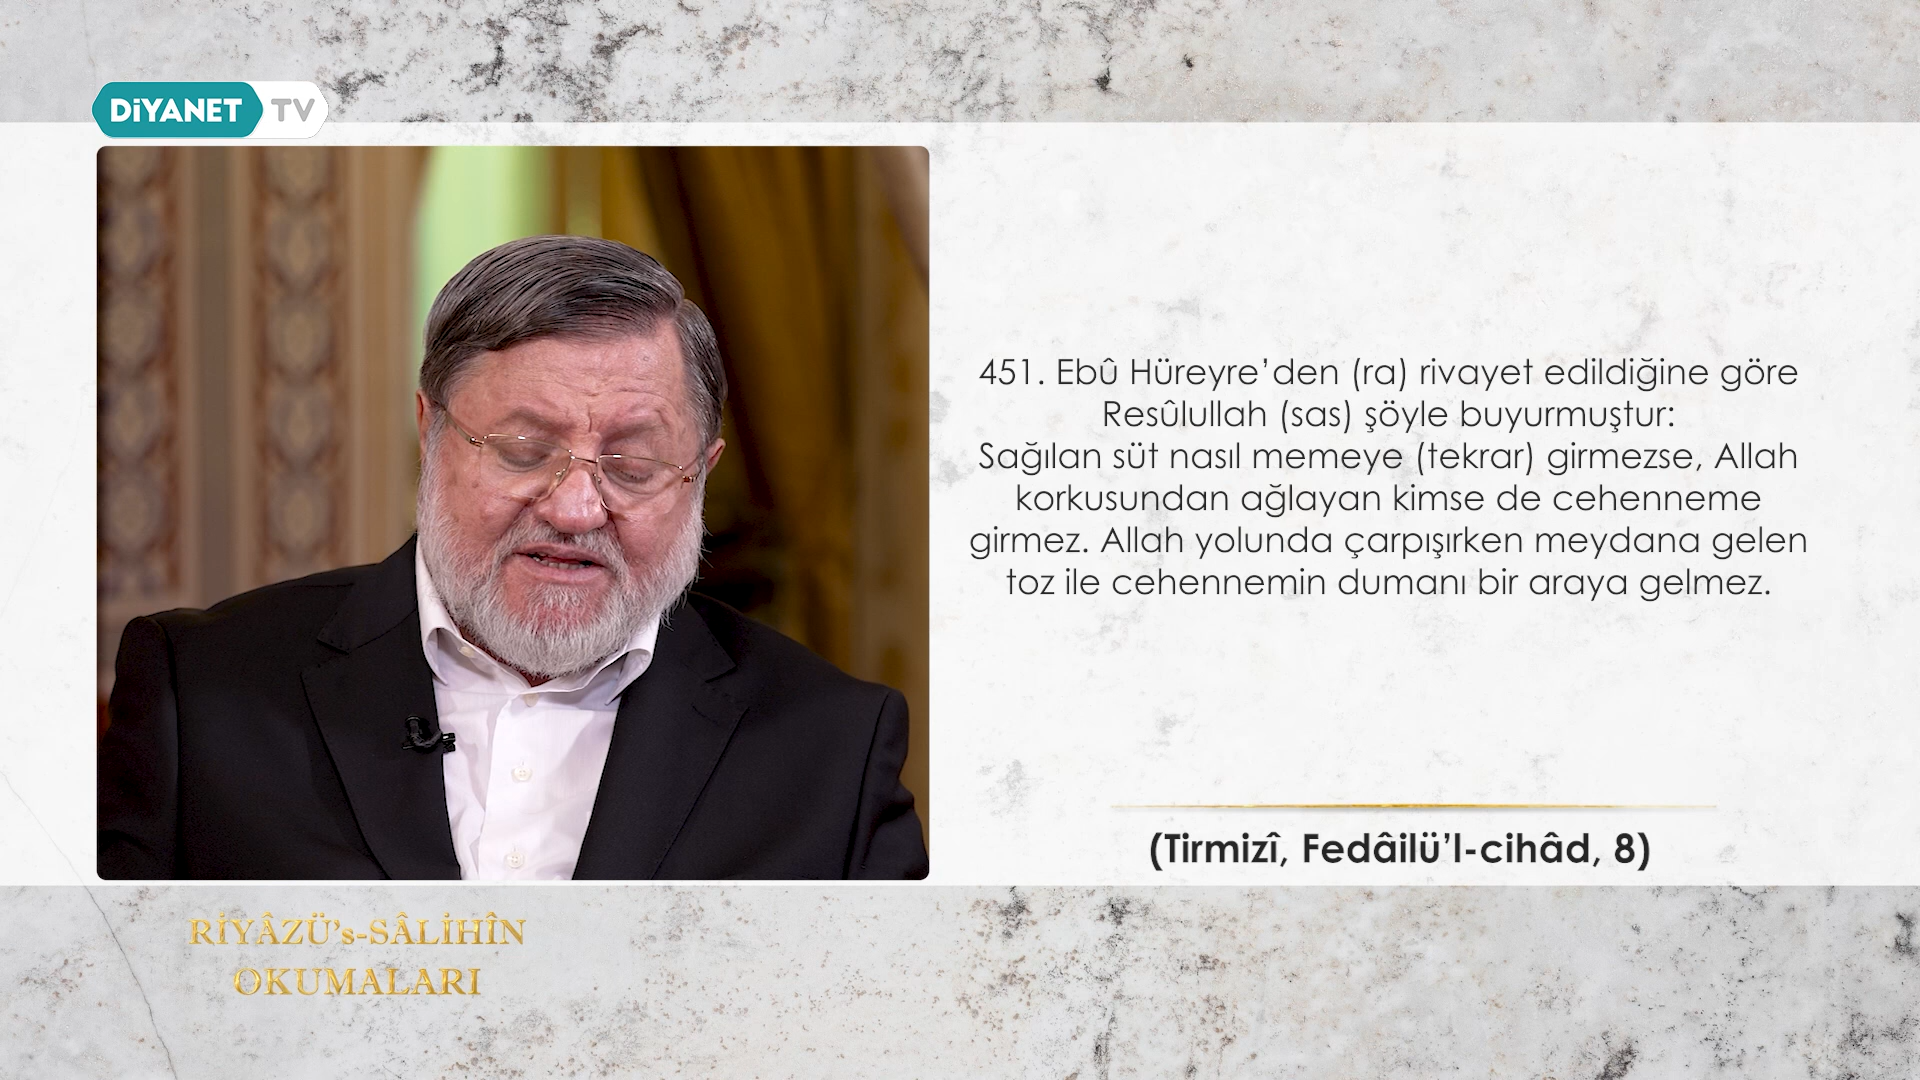 DİYANET TV
451. Ebû Hüreyre’den (ra) rivayet edildiğine göre
Resûlullah (sas) şöyle buyurmuştur:
Sağılan süt nasıl memeye (tekrar) girmezse, Allah
korkusundan ağlayan kimse de cehenneme
girmez. Allah yolunda çarpışırken meydana gelen
toz ile cehennemin dumanı bir araya gelmez.
(Tirmizî, Fedâilü’l-cihâd, 8)
RİYÂZÜ’s-SÂLİHÎN
OKUMALARI